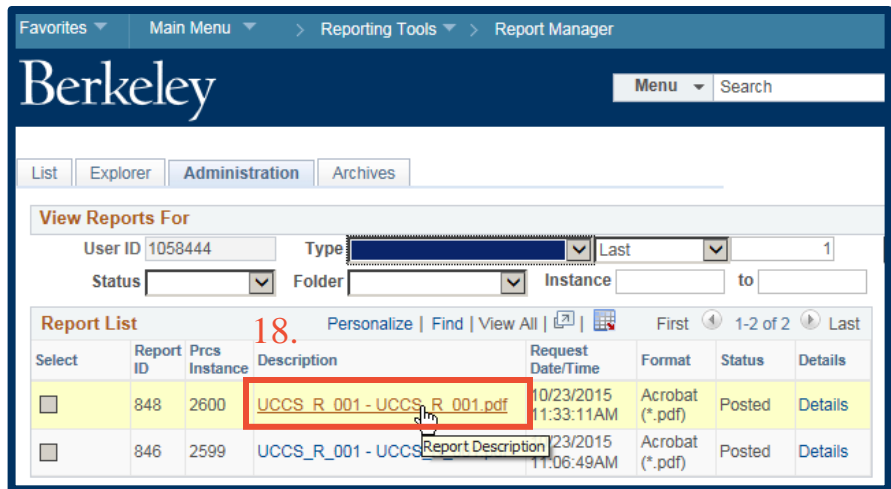 Favorites Main Menu > Reporting Tools > Report Manager
Berkeley
Menu Search
List Explorer Administration Archives
View Reports For
User ID 1058444 Type Last 1
Status Folder Instance to
Report List 18. Personalize | Find | View All | | First 1-2 of 2 Last
Select Report ID Prcs Instance Description Request Date/Time Format Status Details
848 2600 UCCS_R_001 - UCCS_R_001.pdf 10/23/2015 11:33:11AM Acrobat (*.pdf) Posted Details
846 2599 UCCS_R_001 - UCCS Report Description /23/2015 11:06:49AM Acrobat (*.pdf) Posted Details